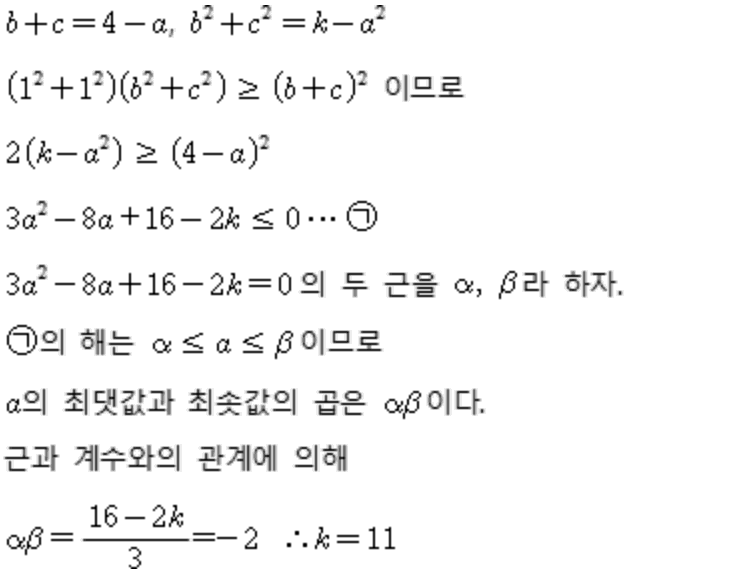 b+c=4-a, b²+c²=k-a²
(1²+1²)(b²+c²) ≥ (b+c)² 이므로
2(k-a²) ≥ (4-a)²
3a²-8a+16-2k ≤ 0 ⋯ ㉠
3a²-8a+16-2k=0의 두 근을 α, β라 하자.
㉠의 해는 α ≤ a ≤ β이므로
a의 최댓값과 최솟값의 곱은 αβ이다.
근과 계수와의 관계에 의해
αβ = (16-2k)/3 = -2 ∴ k=11